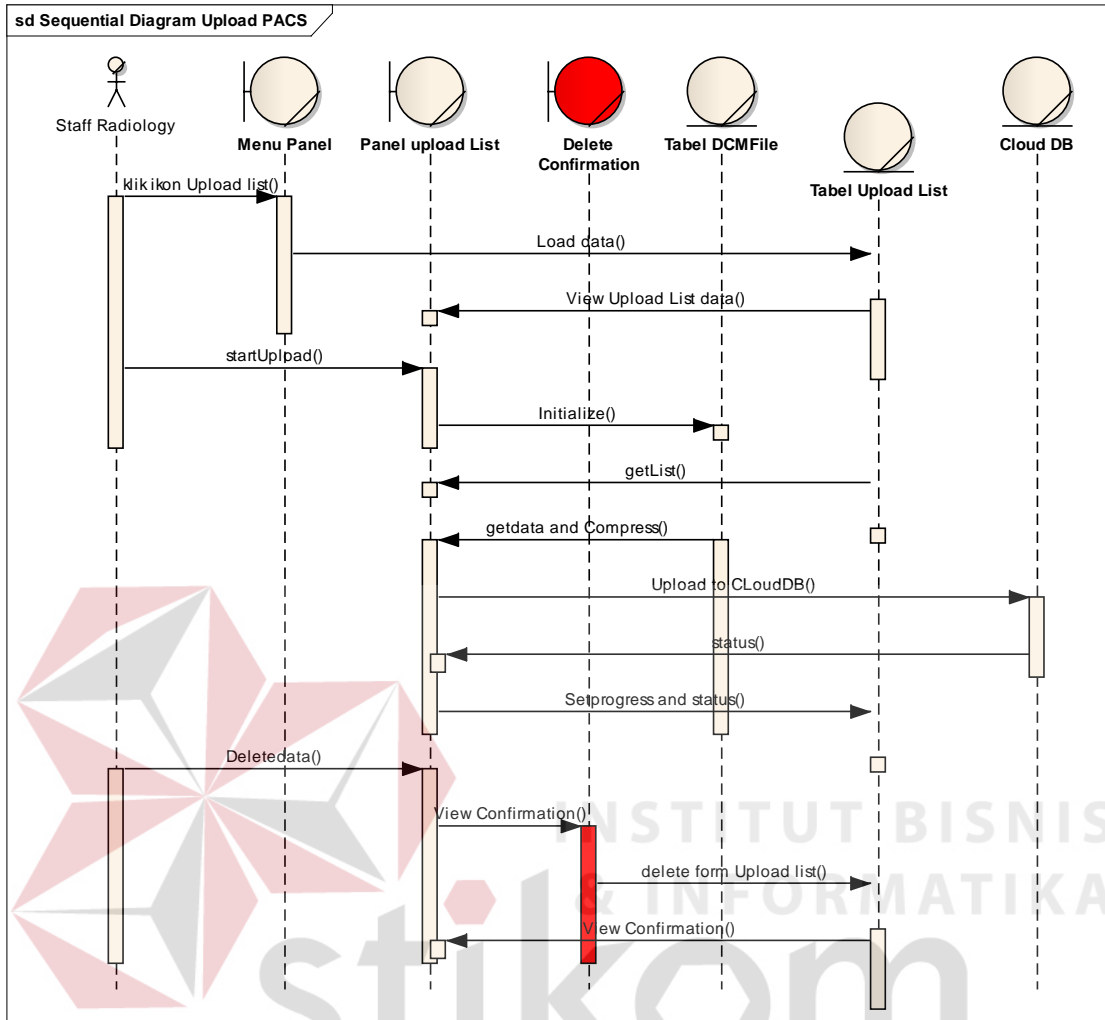 sd Sequential Diagram Upload PACS
Staff Radiology
Menu Panel
Panel upload List
Delete
Confirmation
Tabel DCMFile
Tabel Upload List
Cloud DB
klik ikon Upload list()
Load data()
View Upload List data()
startUpload()
Initialize()
getList()
getdata and Compress()
Upload to CLoudDB()
status()
Setprogress and status()
Deletedata()
View Confirmation()
delete form Upload list()
View Confirmation()
INSTITUT BISNIS
& INFORMATIKA
stikom